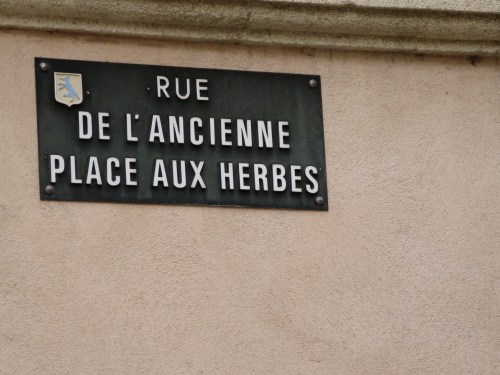 RUE
DE L'ANCIENNE
PLACE AUX HERBES